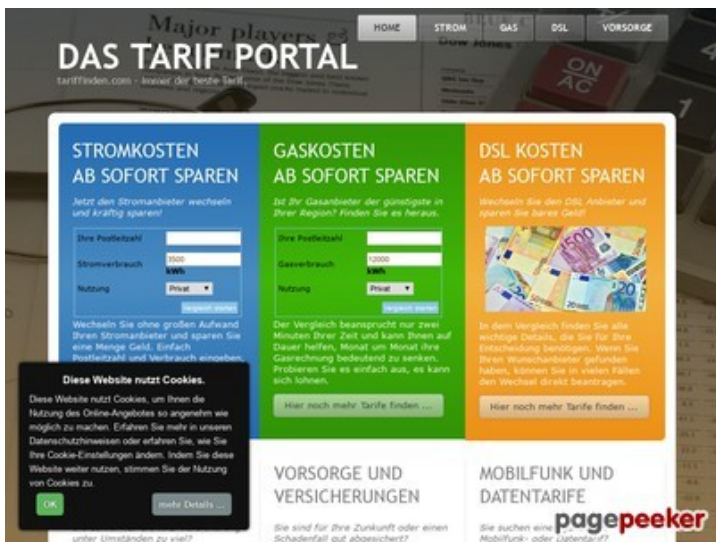 Major players
Dow Jones
ON
AC
HOME STROM GAS DSL VORSORGE
DAS TARIF PORTAL
tariffinden.com - Immer der beste Tarif.
STROMKOSTEN
AB SOFORT SPAREN
Jetzt den Stromanbieter wechseln
und kräftig sparen!
Ihre Postleitzahl
Stromverbrauch 3500
kWh
Nutzung Privat
Vergleich starten
Wechseln Sie ohne großen Aufwand
Ihren Stromanbieter und sparen Sie
eine Menge Geld. Einfach
Postleitzahl und Verbrauch eingeben,
GASKOSTEN
AB SOFORT SPAREN
Ist Ihr Gasanbieter der günstigste in
Ihrer Region? Finden Sie es heraus.
Ihre Postleitzahl
Gasverbrauch 12000
kWh
Nutzung Privat
Vergleich starten
Der Vergleich beansprucht nur zwei
Minuten Ihrer Zeit und kann Ihnen auf
Dauer helfen, Monat um Monat ihre
Gasrechnung bedeutend zu senken.
Probieren Sie es einfach aus, es kann
sich lohnen.
Hier noch mehr Tarife finden ...
DSL KOSTEN
AB SOFORT SPAREN
Wechseln Sie den DSL Anbieter und
sparen Sie bares Geld!
500
20
In dem Vergleich finden Sie alle
wichtige Details, die Sie für Ihre
Entscheidung benötigen. Wenn Sie
Ihren Wunschanbieter gefunden
haben, können Sie in vielen Fällen
den Wechsel direkt beantragen.
Hier noch mehr Tarife finden ...
Diese Website nutzt Cookies.
Diese Website nutzt Cookies, um Ihnen die
Nutzung des Online-Angebotes so angenehm wie
möglich zu machen. Erfahren Sie mehr in unseren
Datenschutzhinweisen oder erfahren Sie, wie Sie
Ihre Cookie-Einstellungen ändern. Indem Sie diese
Website weiter nutzen, stimmen Sie der Nutzung
von Cookies zu.
OK mehr Details ...
unter Umständen zu viel?
VORSORGE UND
VERSICHERUNGEN
Sie sind für Ihre Zukunft oder einen
Schadenfall gut abgesichert?
MOBILFUNK UND
DATENTARIFE
Sie suchen
Mobilfunk- oder Datentarif?
pagepeeker